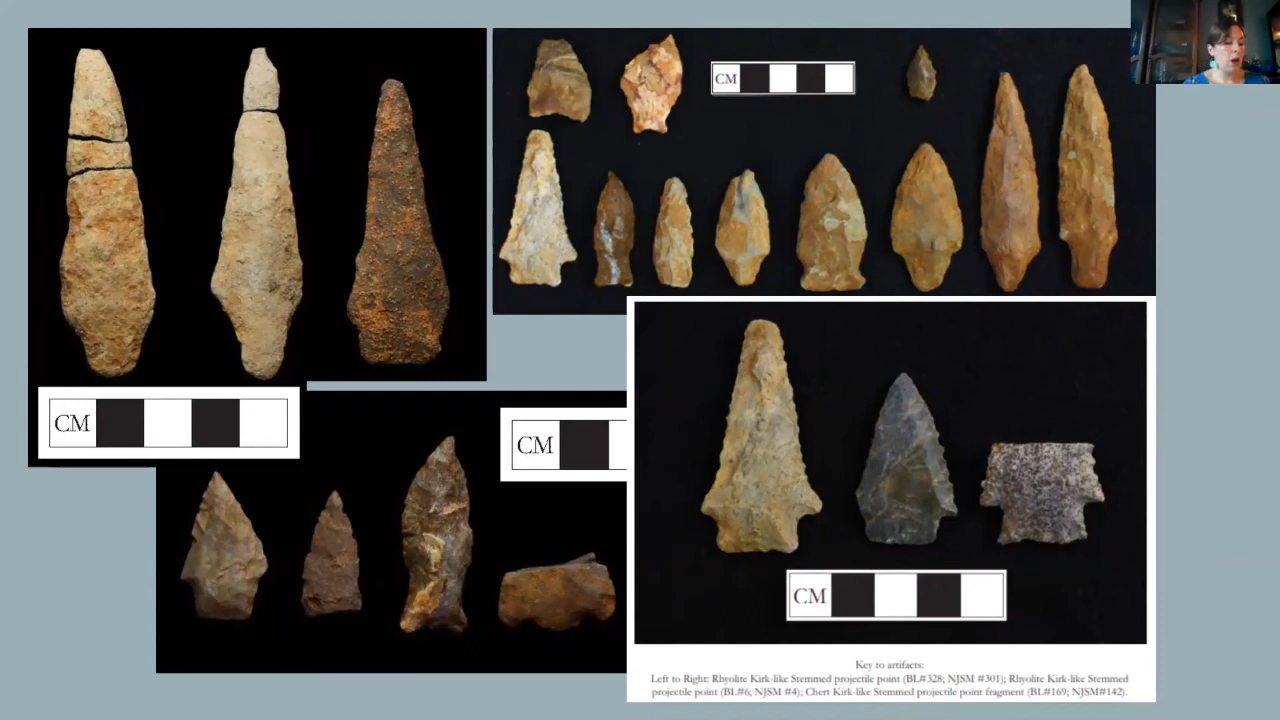 CM
CM
CM
CM
Key to artifacts:
Left to Right: Rhyolite Kirk-like Stemmed projectile point (BL#328; NJSM #301); Rhyolite Kirk-like Stemmed
projectile point (BL#6; NJSM #4); Chert Kirk-like Stemmed projectile point fragment (BL#169; NJSM#142).